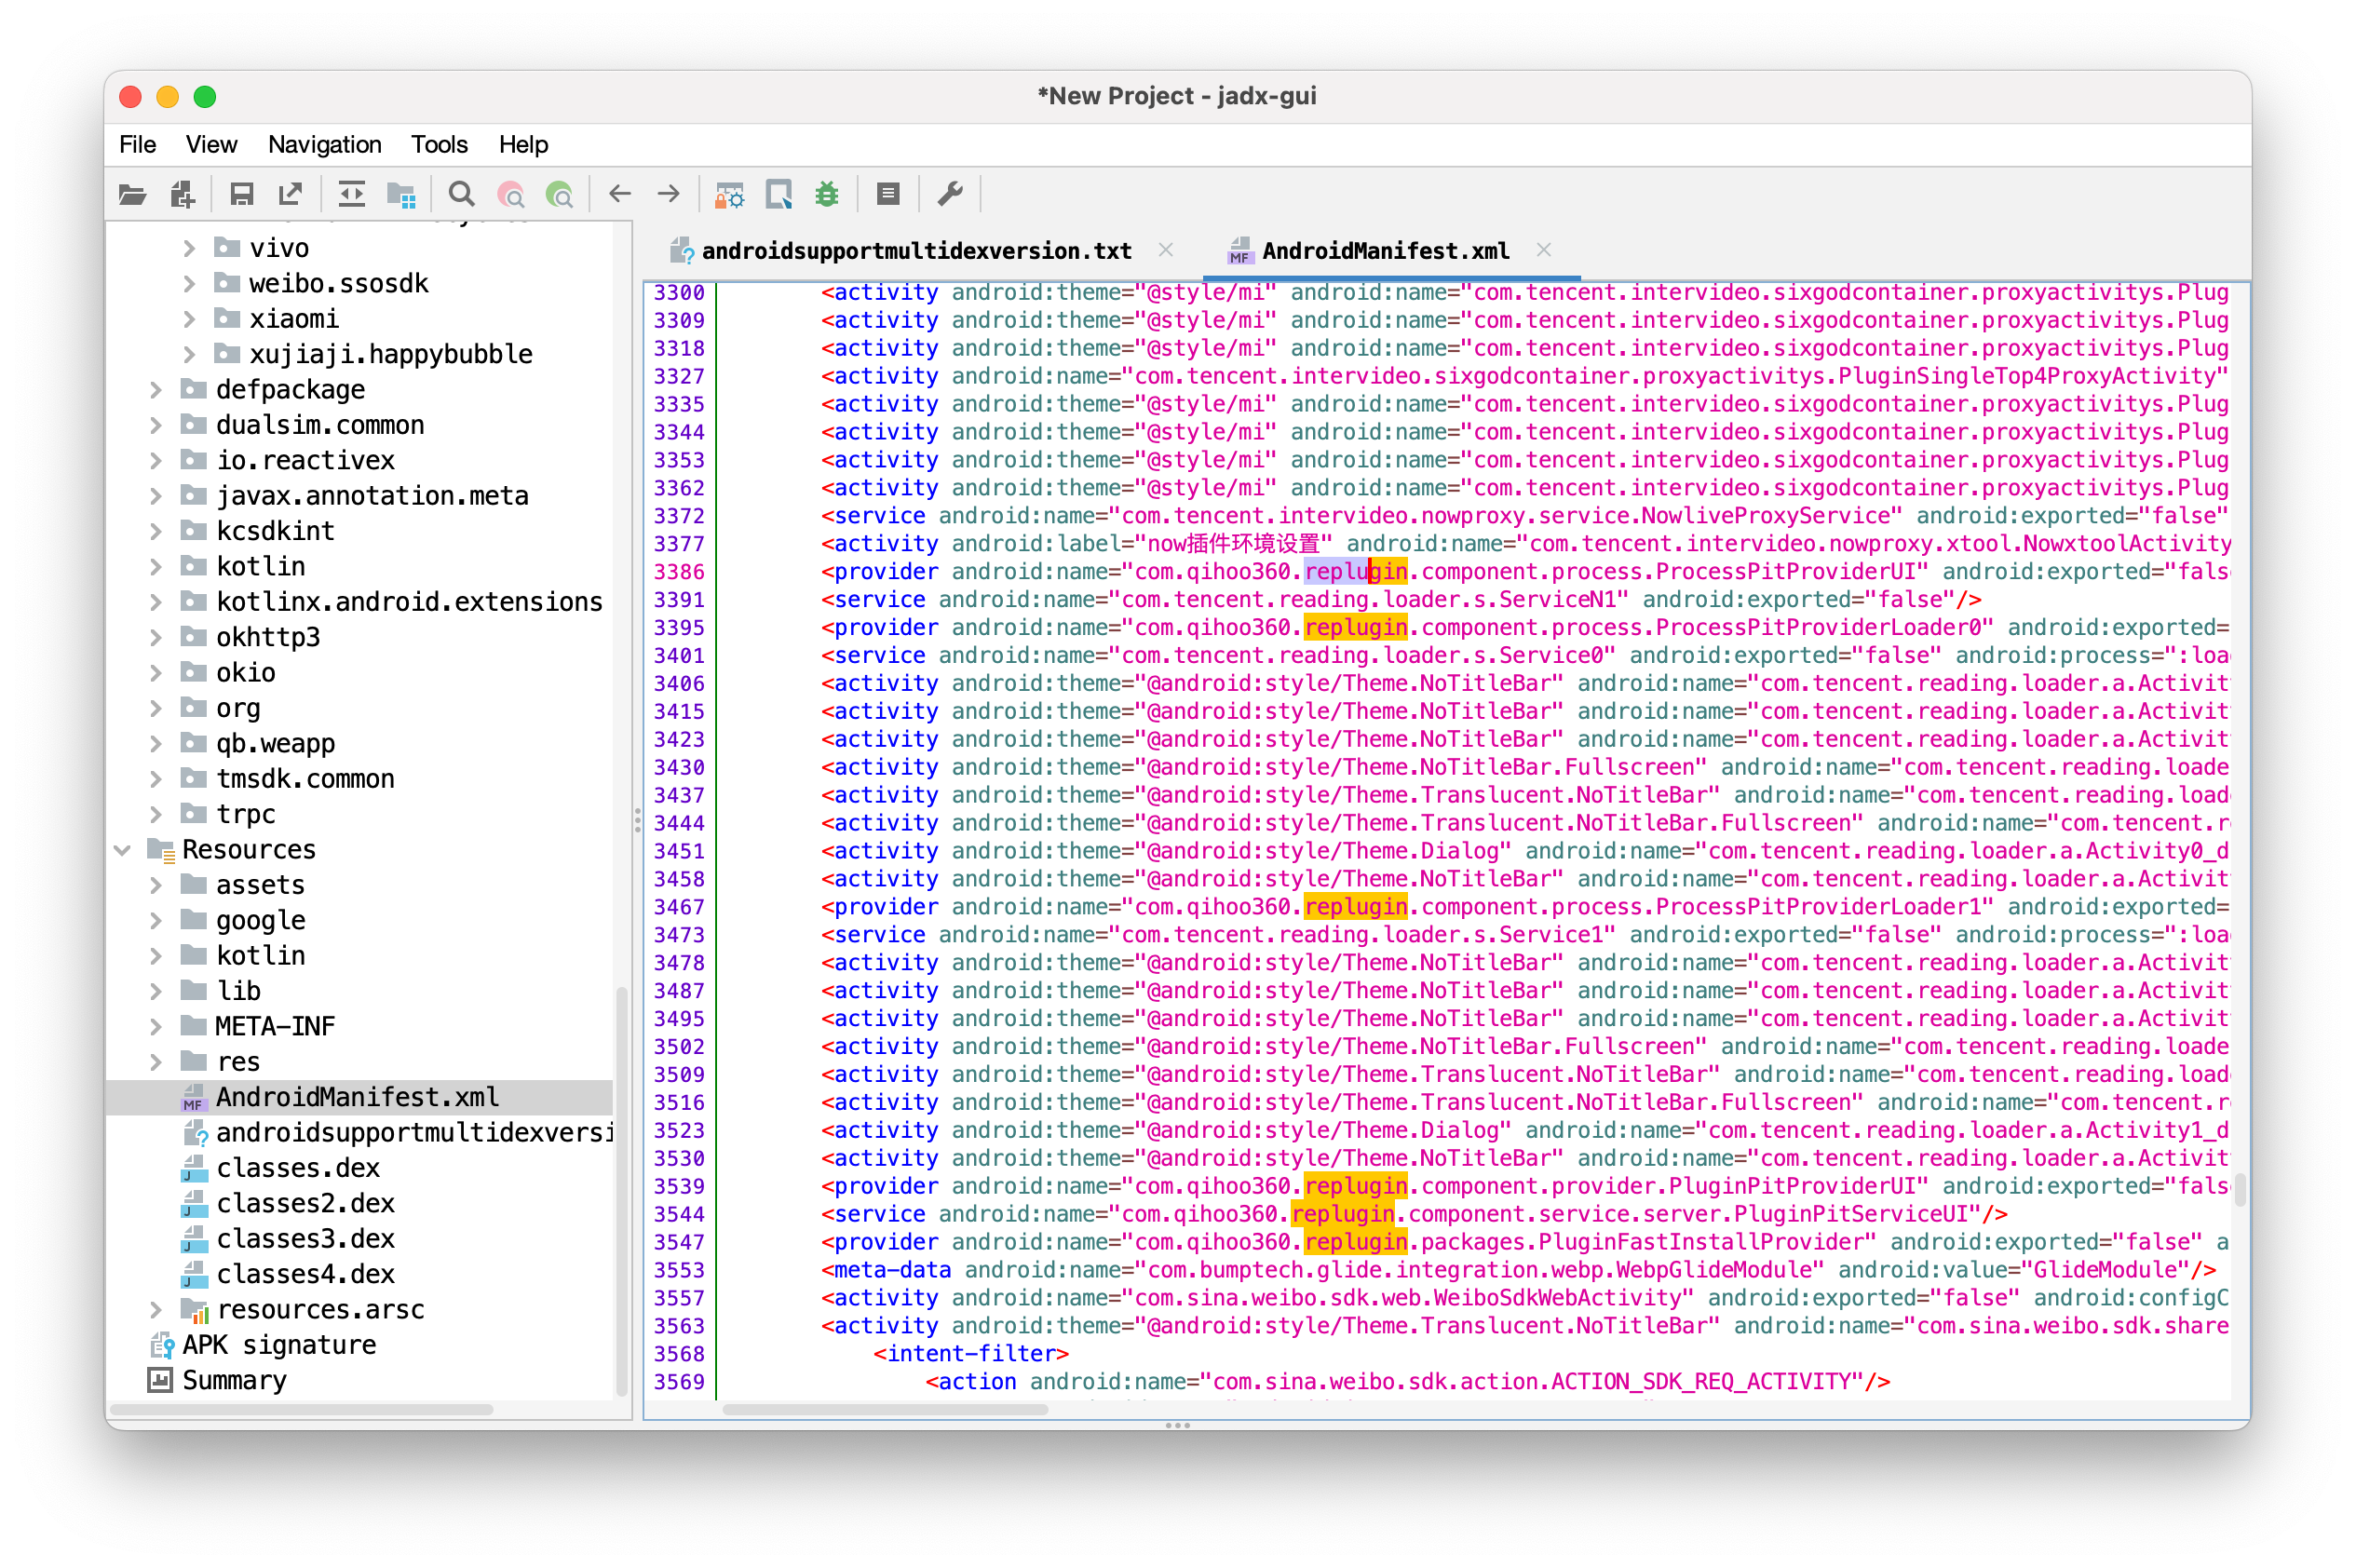 *New Project - jadx-gui
File View Navigation Tools Help
vivo
weibo.ssosdk
xiaomi
xujiaji.happybubble
defpackage
dualsim.common
io.reactivex
javax.annotation.meta
kcsdkint
kotlin
kotlinx.android.extensions
okhttp3
okio
org
qb.weapp
tmsdk.common
trpc
Resources
assets
google
kotlin
lib
META-INF
res
MF AndroidManifest.xml
androidsupportmultidexversi
classes.dex
classes2.dex
classes3.dex
classes4.dex
resources.arsc
APK signature
Summary
androidsupportmultidexversion.txt
MF AndroidManifest.xml
3300 <activity android:theme="@style/mi" android:name="com.tencent.intervideo.sixgodcontainer.proxyactivitys.Plug
3309 <activity android:theme="@style/mi" android:name="com.tencent.intervideo.sixgodcontainer.proxyactivitys.Plug
3318 <activity android:theme="@style/mi" android:name="com.tencent.intervideo.sixgodcontainer.proxyactivitys.Plug
3327 <activity android:name="com.tencent.intervideo.sixgodcontainer.proxyactivitys.PluginSingleTop4ProxyActivity"
3335 <activity android:theme="@style/mi" android:name="com.tencent.intervideo.sixgodcontainer.proxyactivitys.Plug
3344 <activity android:theme="@style/mi" android:name="com.tencent.intervideo.sixgodcontainer.proxyactivitys.Plug
3353 <activity android:theme="@style/mi" android:name="com.tencent.intervideo.sixgodcontainer.proxyactivitys.Plug
3362 <activity android:theme="@style/mi" android:name="com.tencent.intervideo.sixgodcontainer.proxyactivitys.Plug
3372 <service android:name="com.tencent.intervideo.nowproxy.service.NowliveProxyService" android:exported="false"
3377 <activity android:label="now插件环境设置" android:name="com.tencent.intervideo.nowproxy.xtool.NowxtoolActivity
3386 <provider android:name="com.qihoo360.replugin.component.process.ProcessPitProviderUI" android:exported="fals
3391 <service android:name="com.tencent.reading.loader.s.ServiceN1" android:exported="false"/>
3395 <provider android:name="com.qihoo360.replugin.component.process.ProcessPitProviderLoader0" android:exported=
3401 <service android:name="com.tencent.reading.loader.s.Service0" android:exported="false" android:process=":loa
3406 <activity android:theme="@android:style/Theme.NoTitleBar" android:name="com.tencent.reading.loader.a.Activit
3415 <activity android:theme="@android:style/Theme.NoTitleBar" android:name="com.tencent.reading.loader.a.Activit
3423 <activity android:theme="@android:style/Theme.NoTitleBar" android:name="com.tencent.reading.loader.a.Activit
3430 <activity android:theme="@android:style/Theme.NoTitleBar.Fullscreen" android:name="com.tencent.reading.loade
3437 <activity android:theme="@android:style/Theme.Translucent.NoTitleBar" android:name="com.tencent.reading.load
3444 <activity android:theme="@android:style/Theme.Translucent.NoTitleBar.Fullscreen" android:name="com.tencent.r
3451 <activity android:theme="@android:style/Theme.Dialog" android:name="com.tencent.reading.loader.a.Activity0_d
3458 <activity android:theme="@android:style/Theme.NoTitleBar" android:name="com.tencent.reading.loader.a.Activit
3467 <provider android:name="com.qihoo360.replugin.component.process.ProcessPitProviderLoader1" android:exported=
3473 <service android:name="com.tencent.reading.loader.s.Service1" android:exported="false" android:process=":loa
3478 <activity android:theme="@android:style/Theme.NoTitleBar" android:name="com.tencent.reading.loader.a.Activit
3487 <activity android:theme="@android:style/Theme.NoTitleBar" android:name="com.tencent.reading.loader.a.Activit
3495 <activity android:theme="@android:style/Theme.NoTitleBar" android:name="com.tencent.reading.loader.a.Activit
3502 <activity android:theme="@android:style/Theme.NoTitleBar.Fullscreen" android:name="com.tencent.reading.loade
3509 <activity android:theme="@android:style/Theme.Translucent.NoTitleBar" android:name="com.tencent.reading.load
3516 <activity android:theme="@android:style/Theme.Translucent.NoTitleBar.Fullscreen" android:name="com.tencent.r
3523 <activity android:theme="@android:style/Theme.Dialog" android:name="com.tencent.reading.loader.a.Activity1_d
3530 <activity android:theme="@android:style/Theme.NoTitleBar" android:name="com.tencent.reading.loader.a.Activit
3539 <provider android:name="com.qihoo360.replugin.component.provider.PluginPitProviderUI" android:exported="fals
3544 <service android:name="com.qihoo360.replugin.component.service.server.PluginPitServiceUI"/>
3547 <provider android:name="com.qihoo360.replugin.packages.PluginFastInstallProvider" android:exported="false" a
3553 <meta-data android:name="com.bumptech.glide.integration.webp.WebpGlideModule" android:value="GlideModule"/>
3557 <activity android:name="com.sina.weibo.sdk.web.WeiboSdkWebActivity" android:exported="false" android:configC
3563 <activity android:theme="@android:style/Theme.Translucent.NoTitleBar" android:name="com.sina.weibo.sdk.share
3568 <intent-filter>
3569 <action android:name="com.sina.weibo.sdk.action.ACTION_SDK_REQ_ACTIVITY"/>